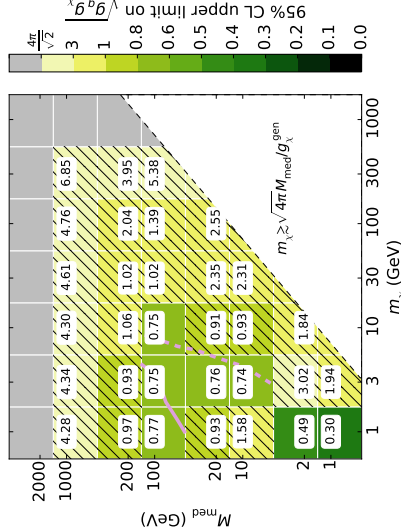 M_med (GeV)
2000
1000
200
100
20
10
2
1
4.28 4.34 4.30 4.61 4.76 6.85
0.97 0.93 1.06 1.02 2.04 3.95
0.77 0.75 0.75 1.02 1.39 5.38
0.93 0.76 0.91 2.35 2.55
1.58 0.74 0.93 2.31
0.49 3.02 1.84
0.30 1.94
m_χ ≳ √4π M_med/g_χ^gen
1 3 10 30 100 300 1000
m_χ (GeV)
4π/√2
3
1
0.8
0.6
0.5
0.4
0.3
0.2
0.1
0.0
95% CL upper limit on √g_q g_χ